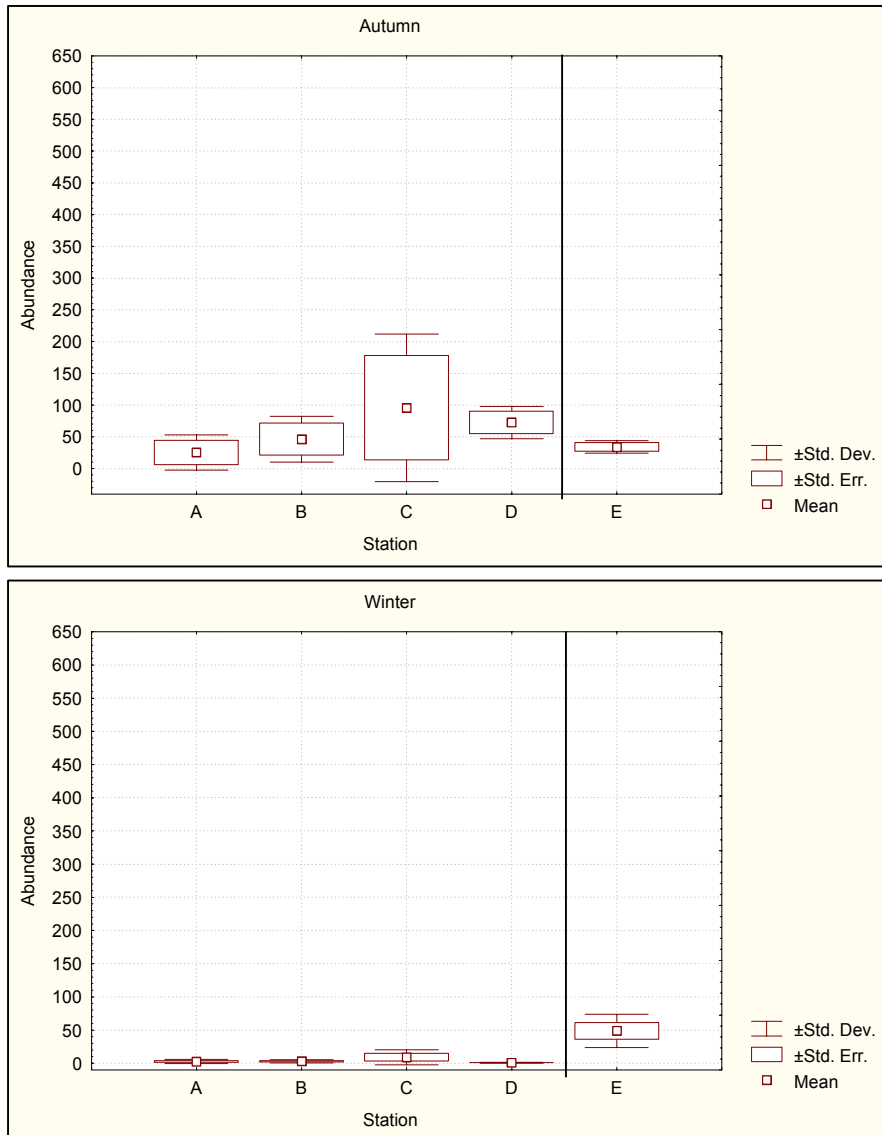 Autumn
650
600
550
500
450
400
350
300
250
200
150
100
50
0
Abundance
A B C D E
Station
±Std. Dev.
±Std. Err.
Mean
Winter
650
600
550
500
450
400
350
300
250
200
150
100
50
0
Abundance
A B C D E
Station
±Std. Dev.
±Std. Err.
Mean